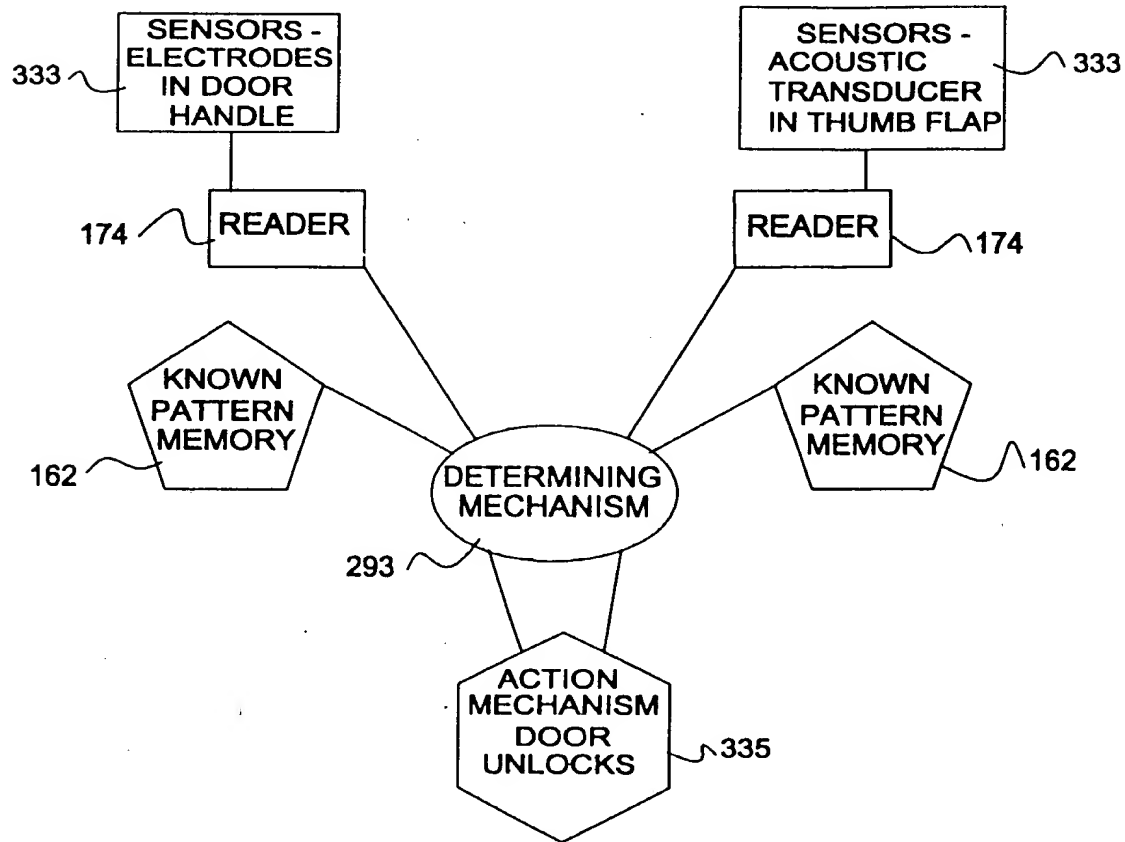 SENSORS -
ELECTRODES
IN DOOR
HANDLE
333
SENSORS -
ACOUSTIC
TRANSDUCER
IN THUMB FLAP
333
READER
174
READER
174
KNOWN
PATTERN
MEMORY
162
KNOWN
PATTERN
MEMORY
162
DETERMINING
MECHANISM
293
ACTION
MECHANISM
DOOR
UNLOCKS
335